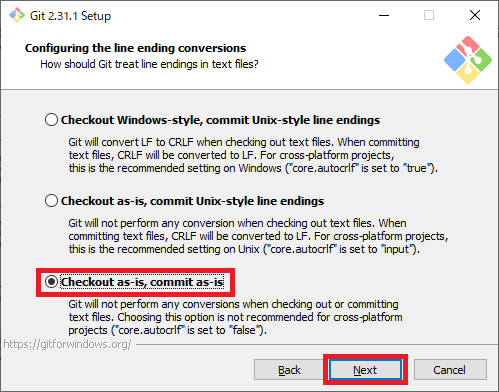 Git 2.31.1 Setup
Configuring the line ending conversions
How should Git treat line endings in text files?
Checkout Windows-style, commit Unix-style line endings
Git will convert LF to CRLF when checking out text files. When committing
text files, CRLF will be converted to LF. For cross-platform projects,
this is the recommended setting on Windows ("core.autocrlf" is set to "true").
Checkout as-is, commit Unix-style line endings
Git will not perform any conversion when checking out text files. When
committing text files, CRLF will be converted to LF. For cross-platform projects,
this is the recommended setting on Unix ("core.autocrlf" is set to "input").
Checkout as-is, commit as-is
Git will not perform any conversions when checking out or committing
text files. Choosing this option is not recommended for cross-platform
projects ("core.autocrlf" is set to "false").
https://gitforwindows.org/
Back Next Cancel